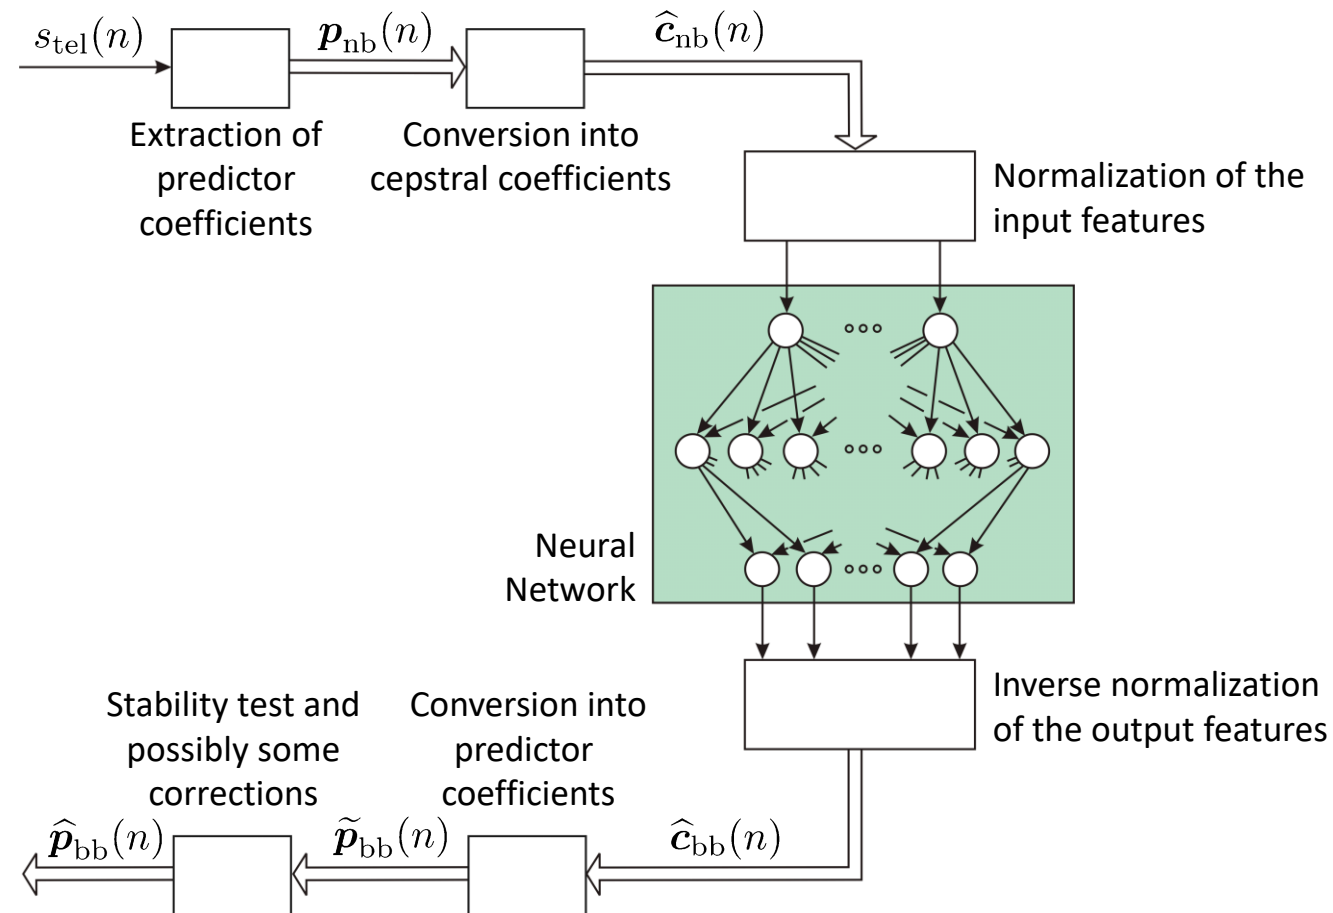 s_tel(n)
p_nb(n)
ĉ_nb(n)
Extraction of
predictor
coefficients
Conversion into
cepstral coefficients
Normalization of the
input features
Neural
Network
Inverse normalization
of the output features
Stability test and
possibly some
corrections
Conversion into
predictor
coefficients
p̂_bb(n)
p̃_bb(n)
ĉ_bb(n)